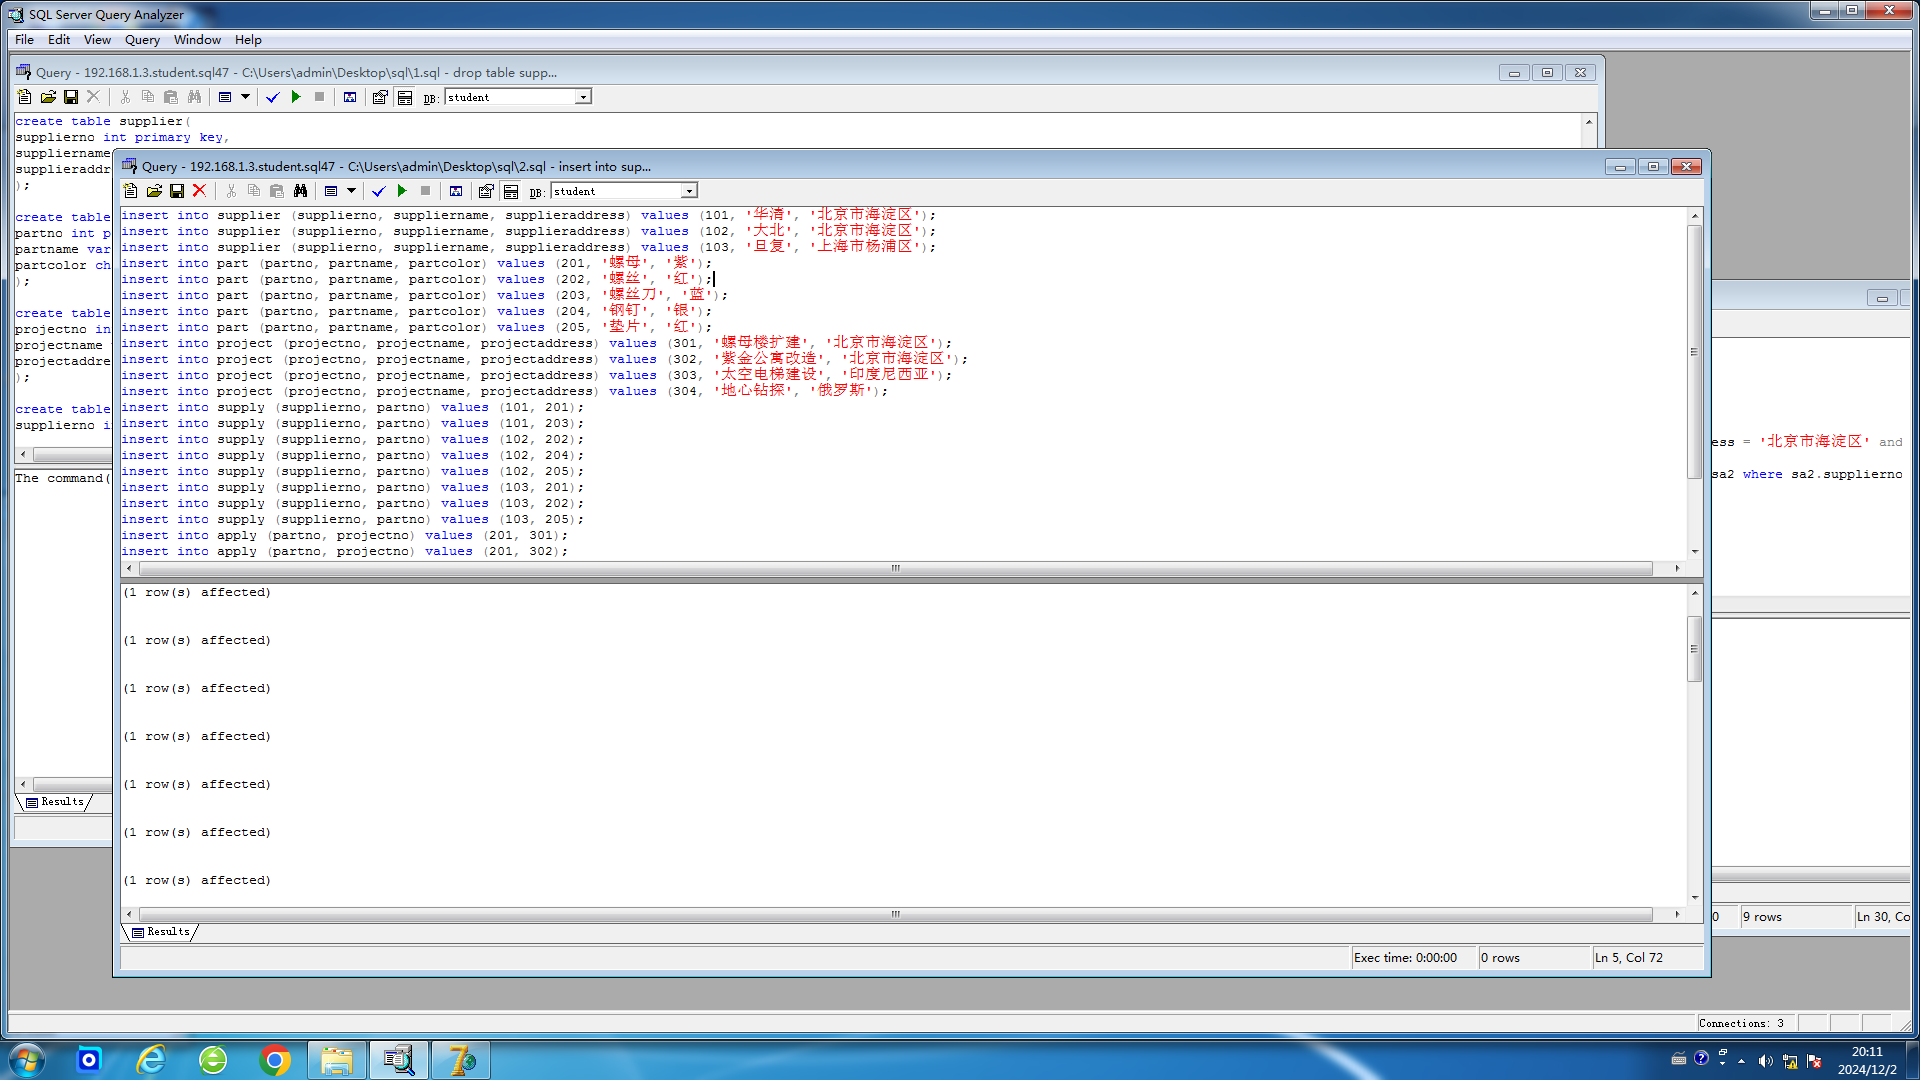 SQL Server Query Analyzer
File Edit View Query Window Help
Query - 192.168.1.3.student.sql47 - C:\Users\admin\Desktop\sql\1.sql - drop table supp...
DB: student
create table supplier(
supplierno int primary key,
suppliername
supplieraddr
);
create table
partno int p
partname var
partcolor ch
);
create table
projectno in
projectname
projectaddre
);
create table
supplierno i
The command(
Results
Query - 192.168.1.3.student.sql47 - C:\Users\admin\Desktop\sql\2.sql - insert into sup...
DB: student
insert into supplier (supplierno, suppliername, supplieraddress) values (101, '华清', '北京市海淀区');
insert into supplier (supplierno, suppliername, supplieraddress) values (102, '大北', '北京市海淀区');
insert into supplier (supplierno, suppliername, supplieraddress) values (103, '旦复', '上海市杨浦区');
insert into part (partno, partname, partcolor) values (201, '螺母', '紫');
insert into part (partno, partname, partcolor) values (202, '螺丝', '红');
insert into part (partno, partname, partcolor) values (203, '螺丝刀', '蓝');
insert into part (partno, partname, partcolor) values (204, '钢钉', '银');
insert into part (partno, partname, partcolor) values (205, '垫片', '红');
insert into project (projectno, projectname, projectaddress) values (301, '螺母楼扩建', '北京市海淀区');
insert into project (projectno, projectname, projectaddress) values (302, '紫金公寓改造', '北京市海淀区');
insert into project (projectno, projectname, projectaddress) values (303, '太空电梯建设', '印度尼西亚');
insert into project (projectno, projectname, projectaddress) values (304, '地心钻探', '俄罗斯');
insert into supply (supplierno, partno) values (101, 201);
insert into supply (supplierno, partno) values (101, 203);
insert into supply (supplierno, partno) values (102, 202);
insert into supply (supplierno, partno) values (102, 204);
insert into supply (supplierno, partno) values (102, 205);
insert into supply (supplierno, partno) values (103, 201);
insert into supply (supplierno, partno) values (103, 202);
insert into supply (supplierno, partno) values (103, 205);
insert into apply (partno, projectno) values (201, 301);
insert into apply (partno, projectno) values (201, 302);
(1 row(s) affected)
(1 row(s) affected)
(1 row(s) affected)
(1 row(s) affected)
(1 row(s) affected)
(1 row(s) affected)
(1 row(s) affected)
Results
Exec time: 0:00:00 0 rows Ln 5, Col 72
ess = '北京市海淀区' and
sa2 where sa2.supplierno
0 9 rows Ln 30, Co
Connections: 3
20:11
2024/12/2